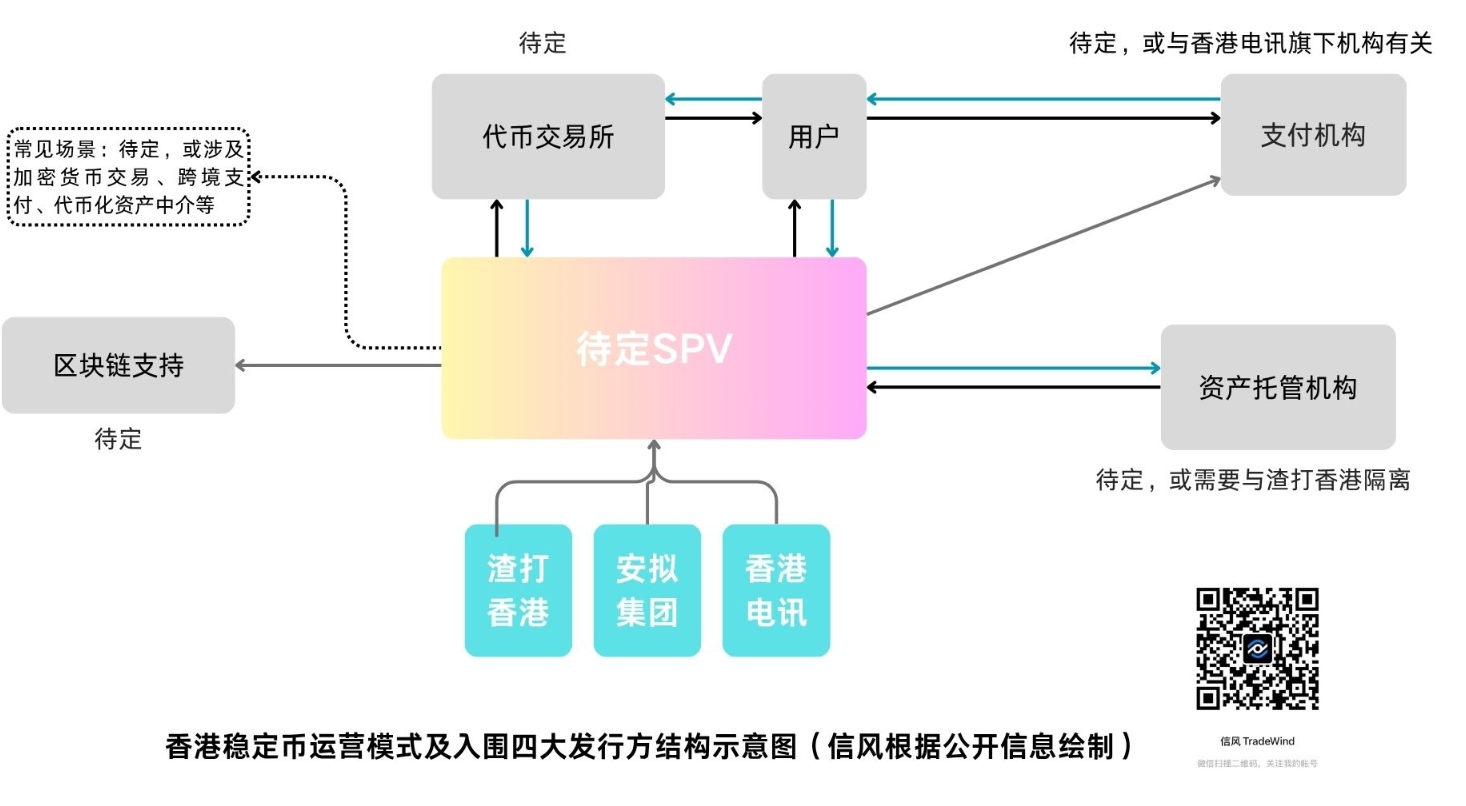 待定
待定，或与香港电讯旗下机构有关
代币交易所
用户
支付机构
常见场景：待定，或涉及
加密货币交易、跨境支
付、代币化资产中介等
待定SPV
区块链支持
待定
资产托管机构
待定，或需要与渣打香港隔离
渣打
香港
安拟
集团
香港
电讯
香港稳定币运营模式及入围四大发行方结构示意图（信风根据公开信息绘制）
信风 TradeWind
微信扫描二维码，关注我的帐号